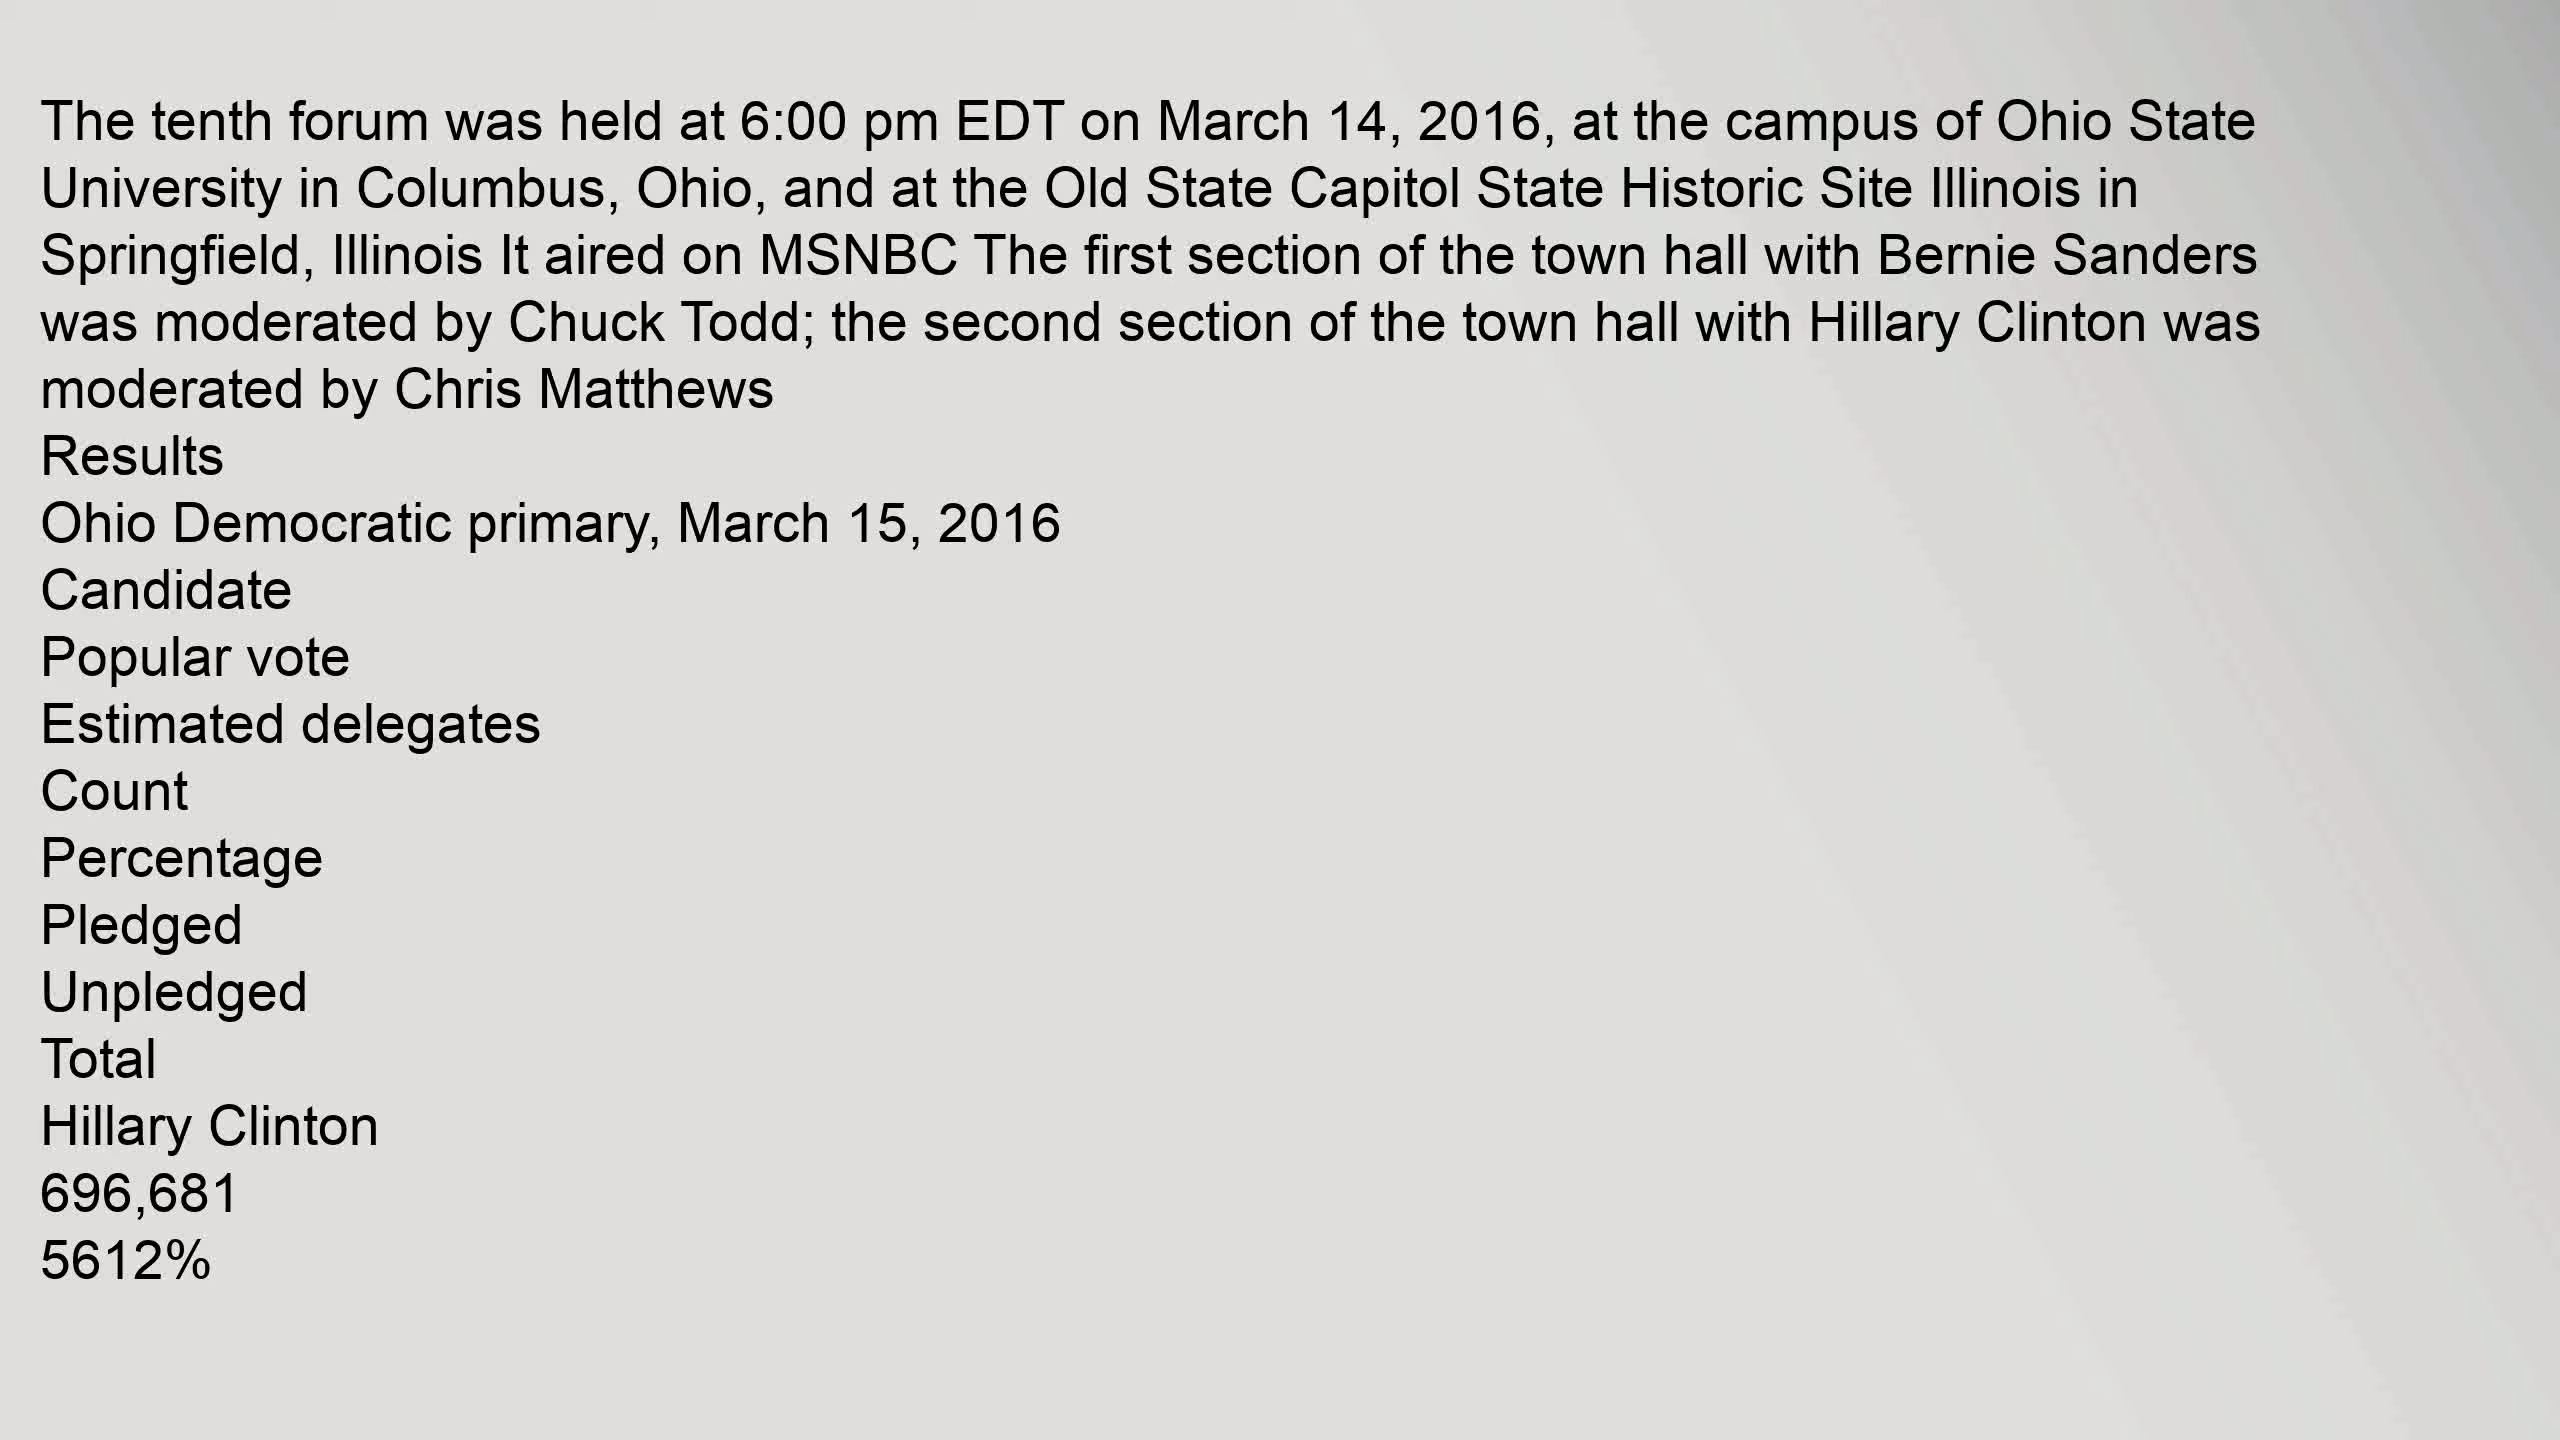 The tenth forum was held at 6:00 pm EDT on March 14, 2016, at the campus of Ohio State
University in Columbus, Ohio, and at the Old State Capitol State Historic Site Illinois in
Springfield, Illinois It aired on MSNBC The first section of the town hall with Bernie Sanders
was moderated by Chuck Todd; the second section of the town hall with Hillary Clinton was
moderated by Chris Matthews
Results
Ohio Democratic primary, March 15, 2016
Candidate
Popular vote
Estimated delegates
Count
Percentage
Pledged
Unpledged
Total
Hillary Clinton
696,681
5612%